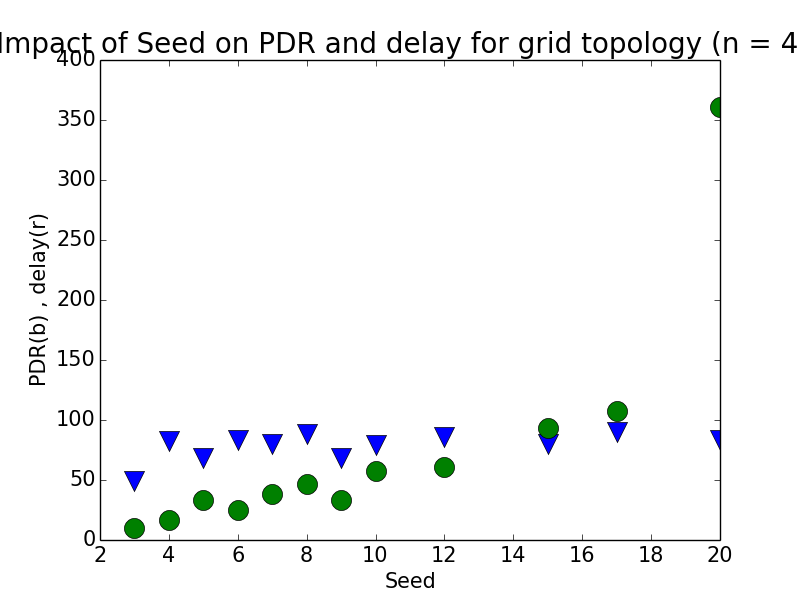 Impact of Seed on PDR and delay for grid topology (n = 4
400
350
300
250
200
150
100
50
0
PDR(b) , delay(r)
2 4 6 8 10 12 14 16 18 20
Seed